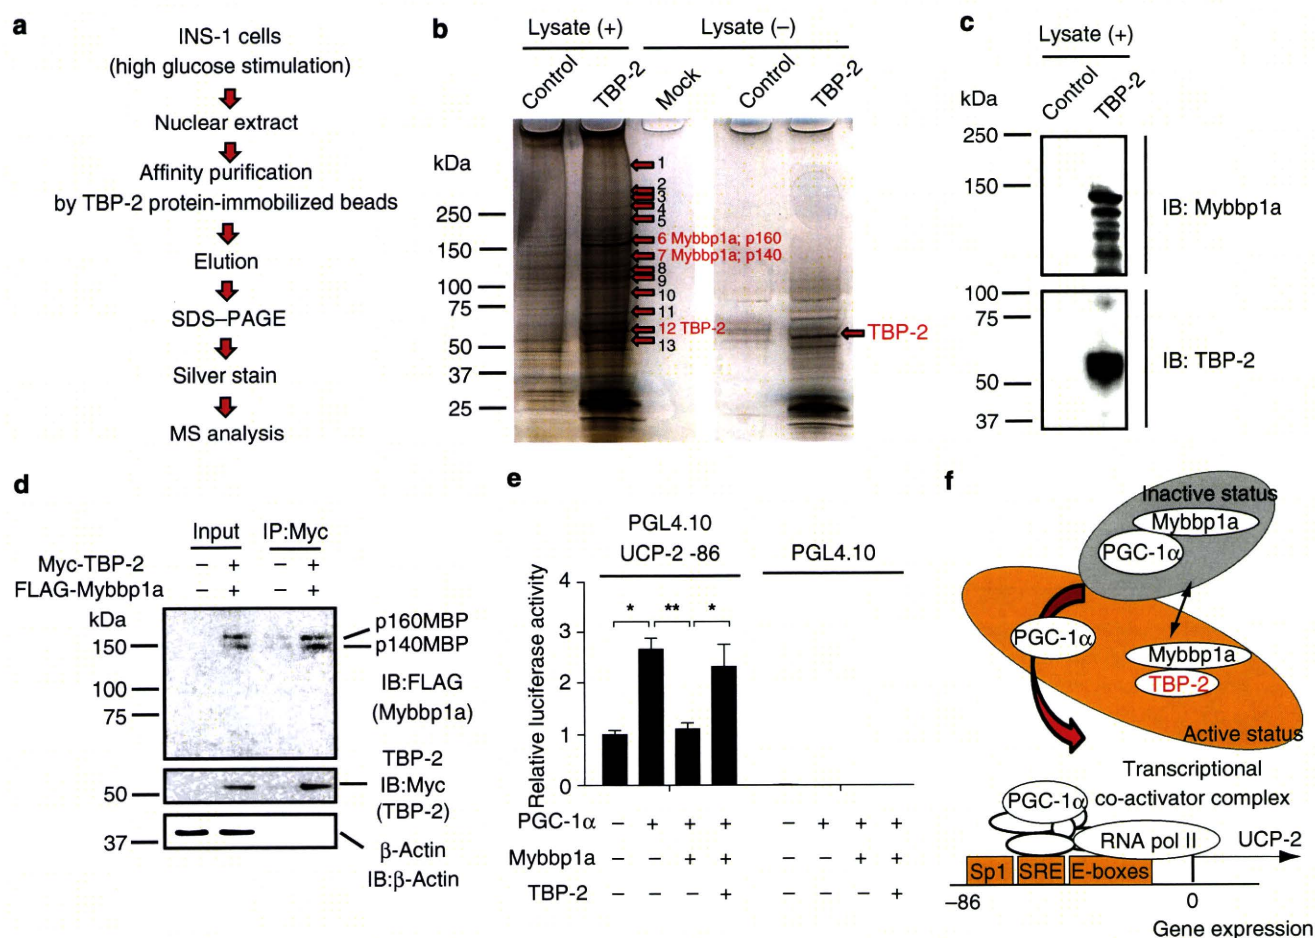 a
INS-1 cells
(high glucose stimulation)
Nuclear extract
Affinity purification
by TBP-2 protein-immobilized beads
Elution
SDS–PAGE
Silver stain
MS analysis
b
Lysate (+)
Lysate (–)
Control
TBP-2
Mock
Control
TBP-2
kDa
250
150
100
75
50
37
25
1
2
3
4
5
6 Mybbp1a; p160
7 Mybbp1a; p140
8
9
10
11
12 TBP-2
13
TBP-2
c
Lysate (+)
Control
TBP-2
kDa
250
150
IB: Mybbp1a
100
75
50
37
IB: TBP-2
d
Input IP:Myc
Myc-TBP-2 – + – +
FLAG-Mybbp1a – + – +
kDa
150
100
75
50
37
p160MBP
p140MBP
IB:FLAG
(Mybbp1a)
TBP-2
IB:Myc
(TBP-2)
β-Actin
IB:β-Actin
e
PGL4.10
UCP-2 -86
PGL4.10
Relative luciferase activity
4
3
2
1
0
* ** *
PGC-1α – + + + – + + +
Mybbp1a – – + + – – + +
TBP-2 – – – + – – – +
f
Inactive status
Mybbp1a
PGC-1α
PGC-1α
Mybbp1a
TBP-2
Active status
Transcriptional
co-activator complex
PGC-1α
RNA pol II
UCP-2
Sp1 SRE E-boxes
–86 0
Gene expression